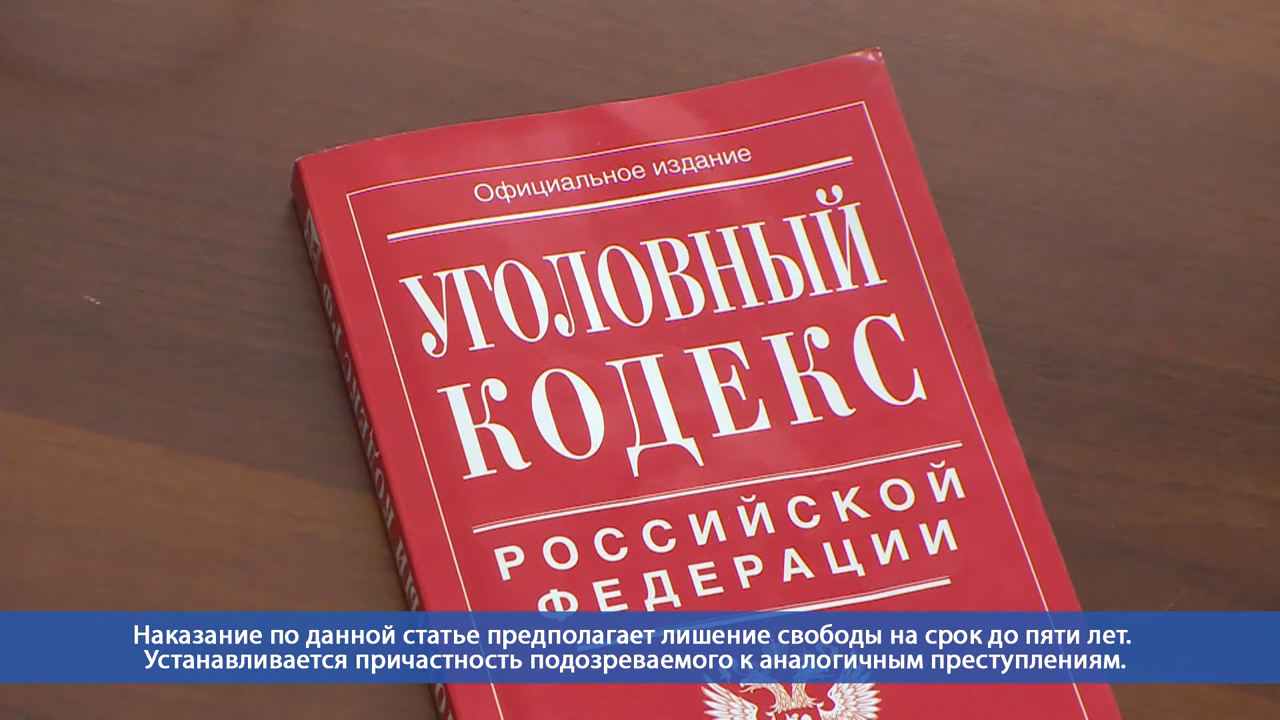 Официальное издание
УГОЛОВНЫЙ
КОДЕКС
РОССИЙСКОЙ
ФЕДЕРАЦИИ
Наказание по данной статье предполагает лишение свободы на срок до пяти лет.
Устанавливается причастность подозреваемого к аналогичным преступлениям.